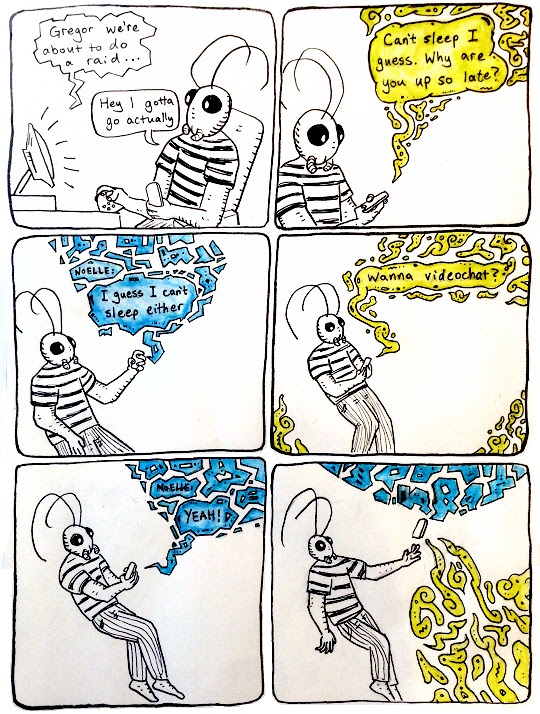 Gregor we're
about to do
a raid...
Hey I gotta
go actually
Can't sleep I
guess. Why are
you up so late?
NOELLE:
I guess I can't
sleep either
Wanna videochat?
NOELLE:
YEAH!